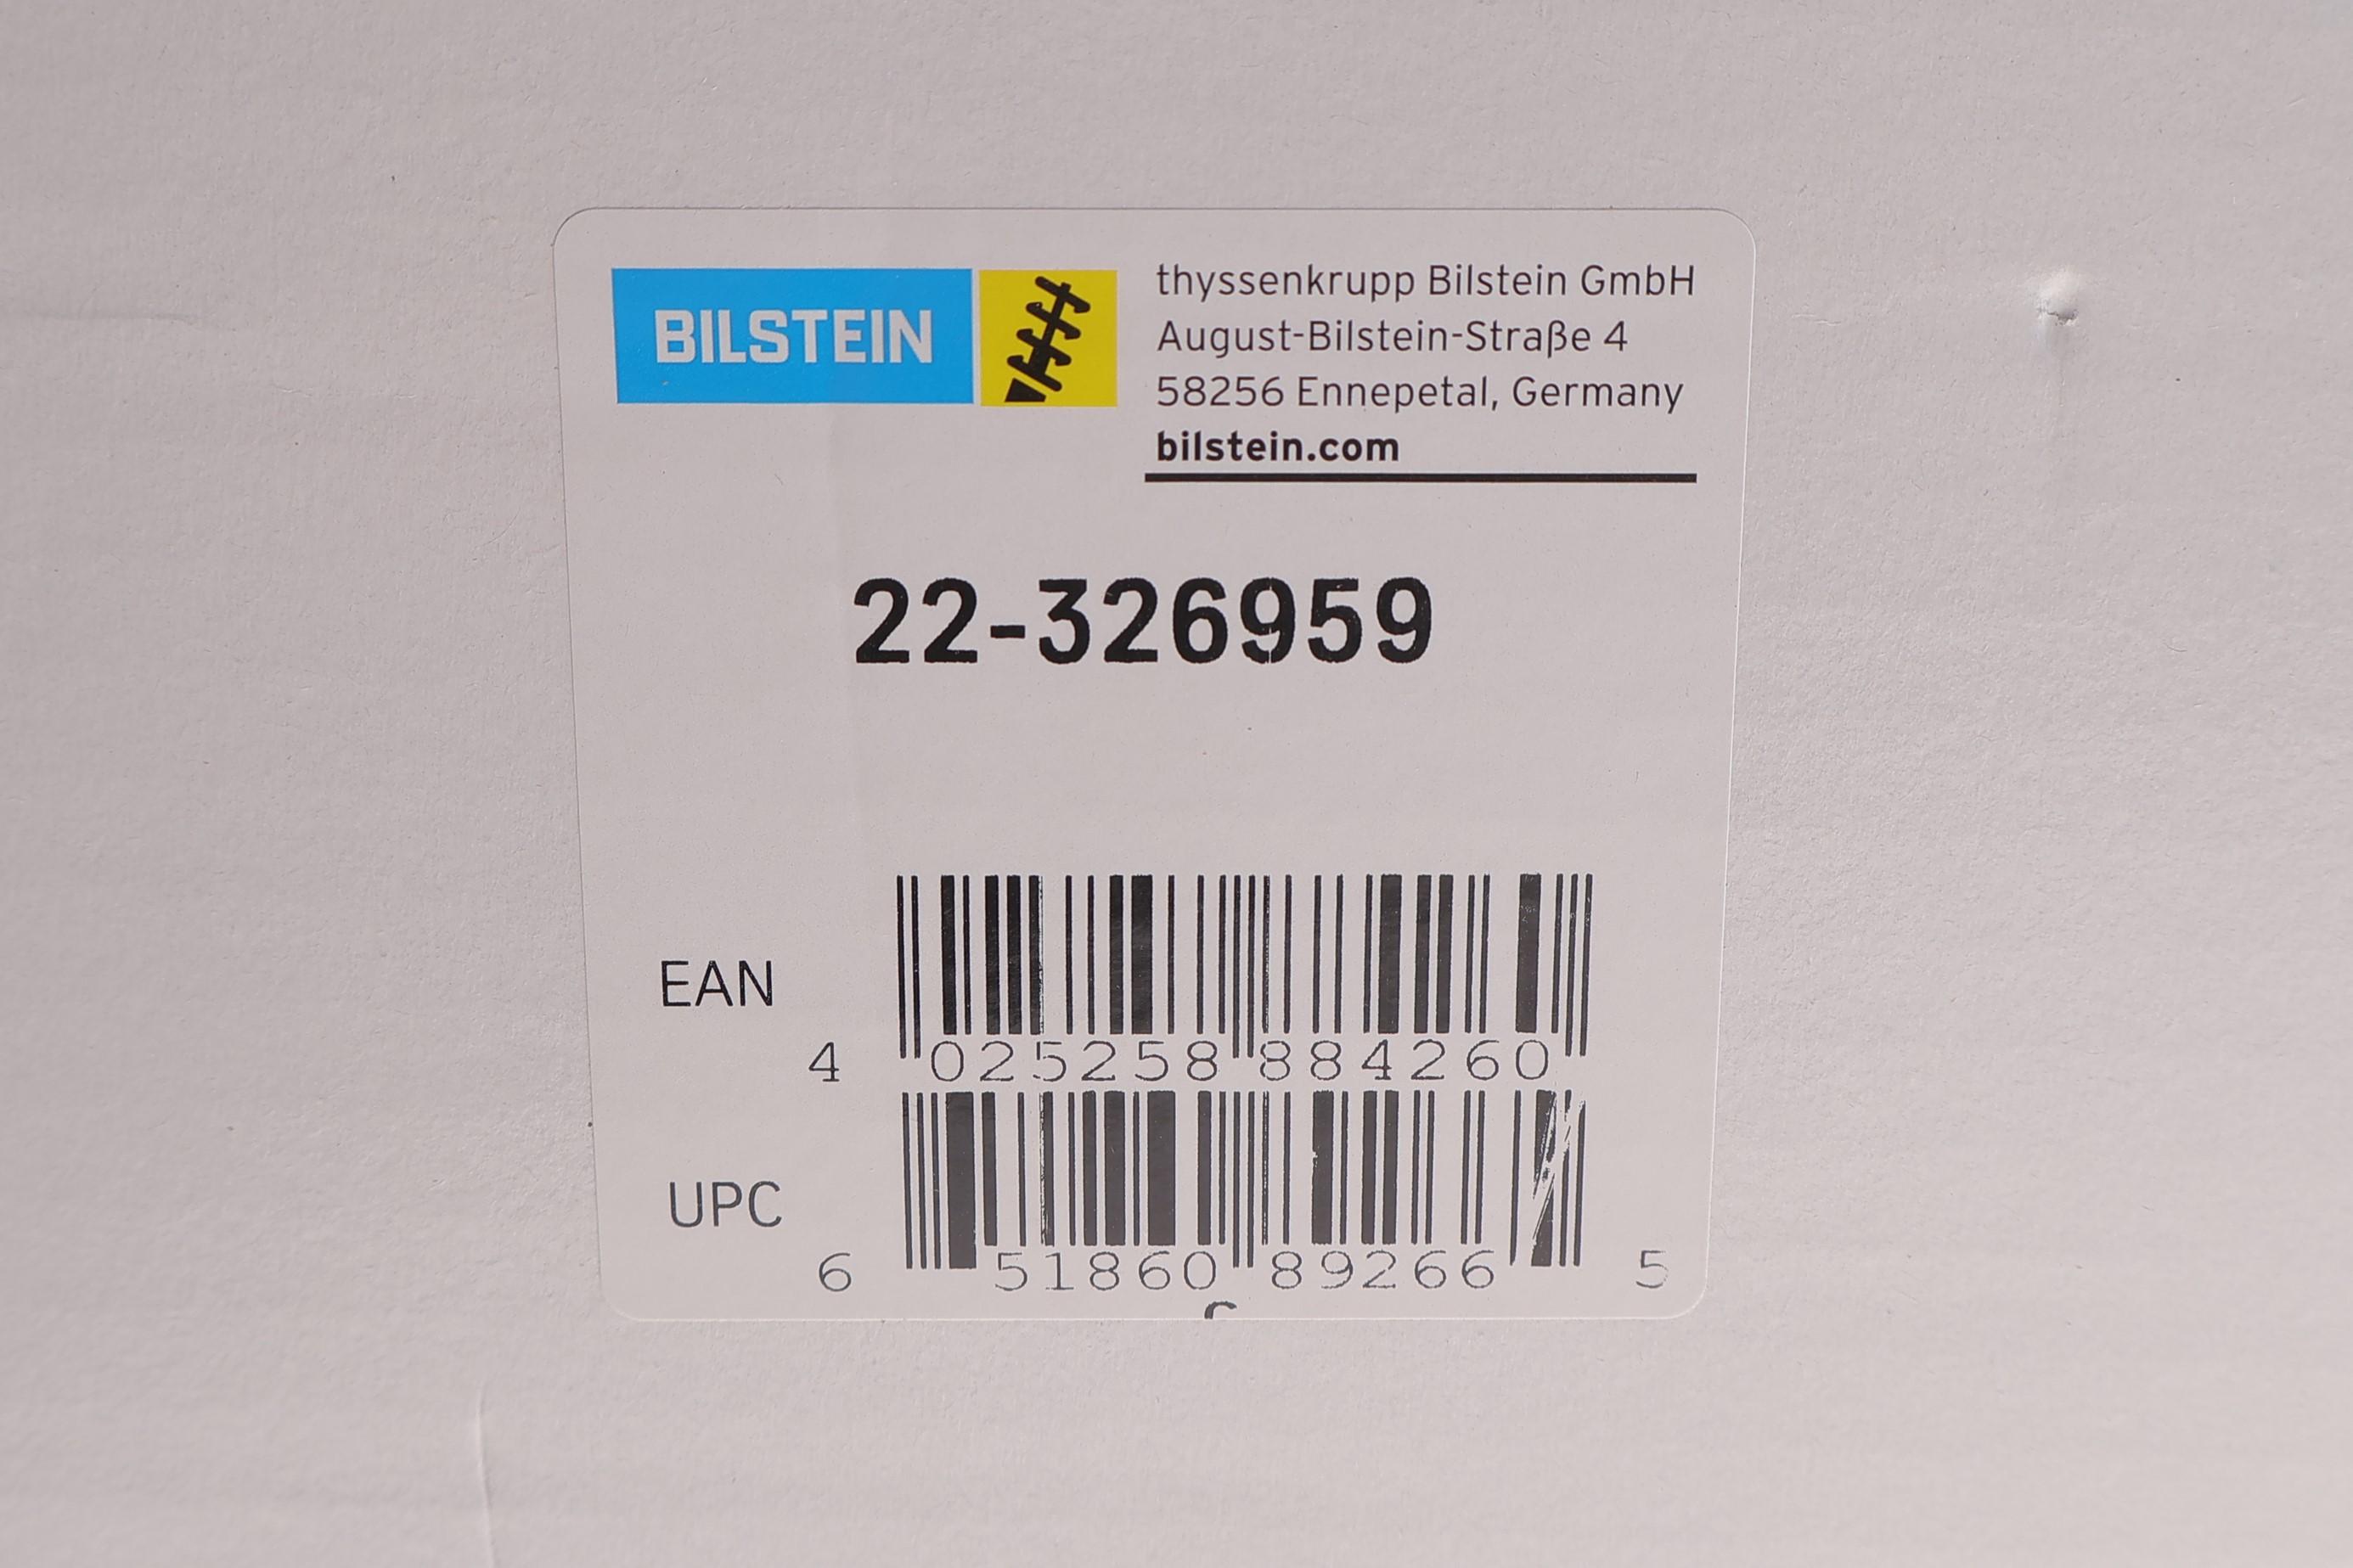 BILSTEIN
thyssenkrupp Bilstein GmbH
August-Bilstein-Straße 4
58256 Ennepetal, Germany
bilstein.com
22-326959
EAN
4 025258 884260
UPC
6 51860 89266 5